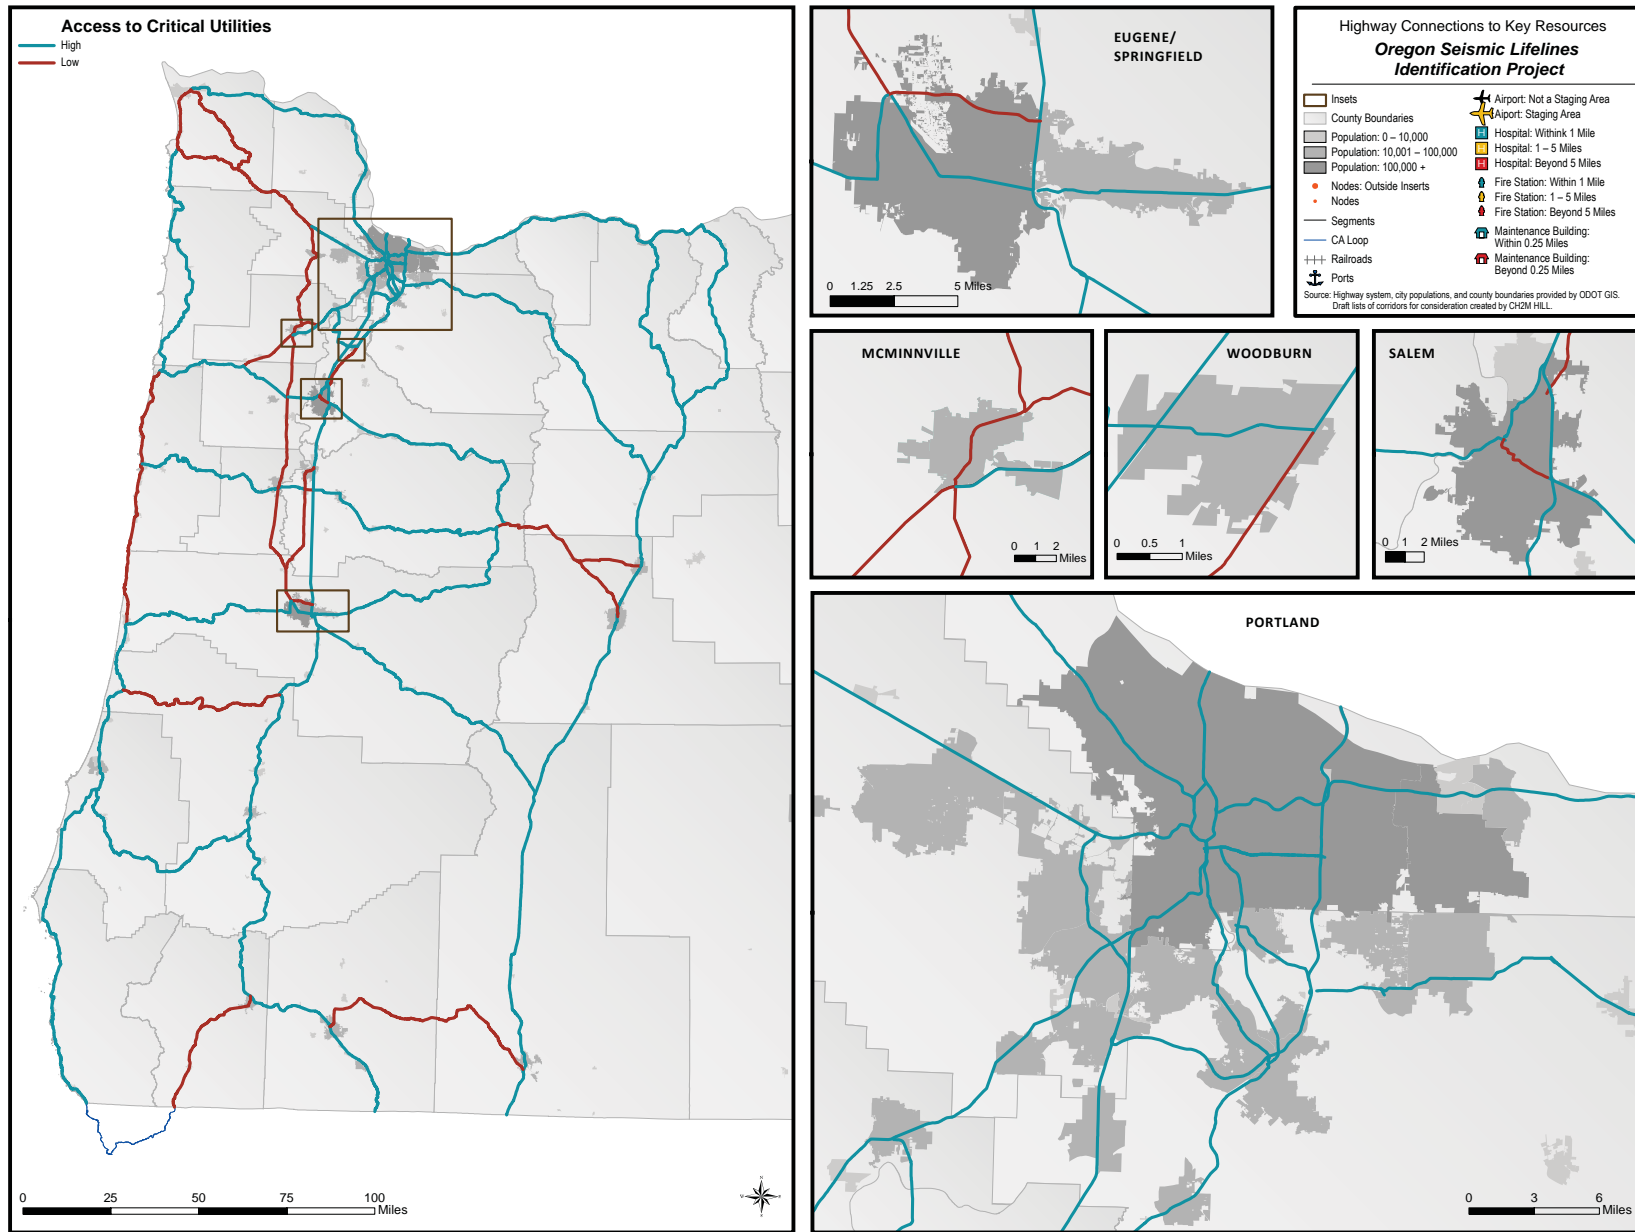 Access to Critical Utilities
High
Low
0 25 50 75 100
Miles
N
EUGENE/
SPRINGFIELD
0 1.25 2.5 5 Miles
Highway Connections to Key Resources
Oregon Seismic Lifelines
Identification Project
Insets
County Boundaries
Population: 0 – 10,000
Population: 10,001 – 100,000
Population: 100,000 +
Nodes: Outside Inserts
Nodes
Segments
CA Loop
Railroads
Ports
Airport: Not a Staging Area
Aiport: Staging Area
H Hospital: Withink 1 Mile
H Hospital: 1 – 5 Miles
H Hospital: Beyond 5 Miles
Fire Station: Within 1 Mile
Fire Station: 1 – 5 Miles
Fire Station: Beyond 5 Miles
Maintenance Building:
Within 0.25 Miles
Maintenance Building:
Beyond 0.25 Miles
Source: Highway system, city populations, and county boundaries provided by ODOT GIS.
Draft lists of corridors for consideration created by CH2M HILL.
MCMINNVILLE
0 1 2
Miles
WOODBURN
0 0.5 1
Miles
SALEM
0 1 2 Miles
PORTLAND
0 3 6
Miles